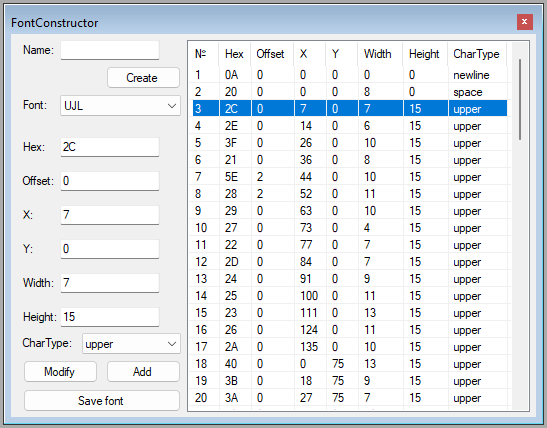 FontConstructor
x
Name:
Create
Font: UJL
Hex: 2C
Offset: 0
X: 7
Y: 0
Width: 7
Height: 15
CharType: upper
Modify Add
Save font
№ Hex Offset X Y Width Height CharType
1 0A 0 0 0 0 0 newline
2 20 0 0 0 8 0 space
3 2C 0 7 0 7 15 upper
4 2E 0 14 0 6 15 upper
5 3F 0 26 0 10 15 upper
6 21 0 36 0 8 15 upper
7 5E 2 44 0 10 15 upper
8 28 2 52 0 11 15 upper
9 29 0 63 0 10 15 upper
10 27 0 73 0 4 15 upper
11 22 0 77 0 7 15 upper
12 2D 0 84 0 7 15 upper
13 24 0 91 0 9 15 upper
14 25 0 100 0 11 15 upper
15 23 0 111 0 13 15 upper
16 26 0 124 0 11 15 upper
17 2A 0 135 0 10 15 upper
18 40 0 0 75 13 15 upper
19 3B 0 18 75 9 15 upper
20 3A 0 27 75 7 15 upper